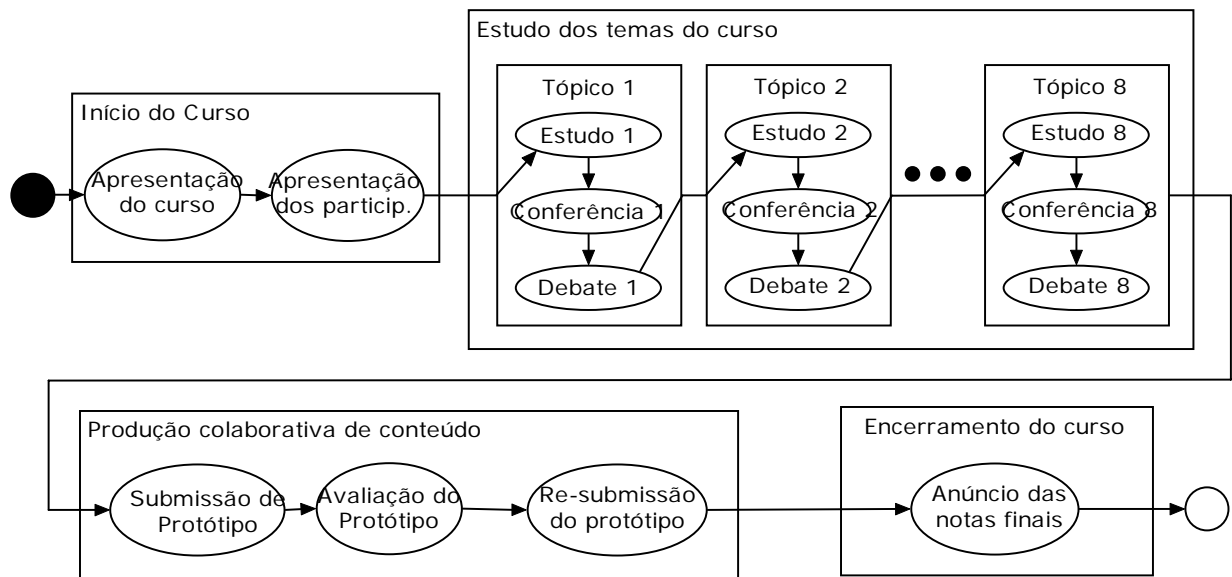 Estudo dos temas do curso
Início do Curso
Apresentação
do curso
Apresentação
dos particip.
Tópico 1
Estudo 1
Conferência 1
Debate 1
Tópico 2
Estudo 2
Conferência 2
Debate 2
Tópico 8
Estudo 8
Conferência 8
Debate 8
Produção colaborativa de conteúdo
Submissão de
Protótipo
Avaliação do
Protótipo
Re-submissão
do protótipo
Encerramento do curso
Anúncio das
notas finais